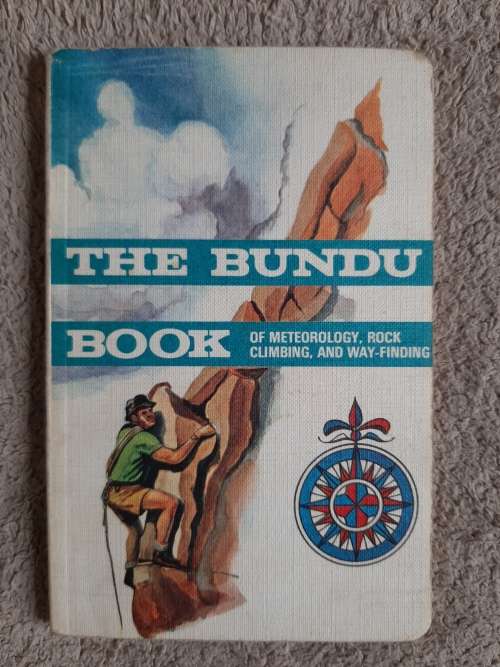 THE BUNDU
BOOK
OF METEOROLOGY, ROCK
CLIMBING, AND WAY-FINDING